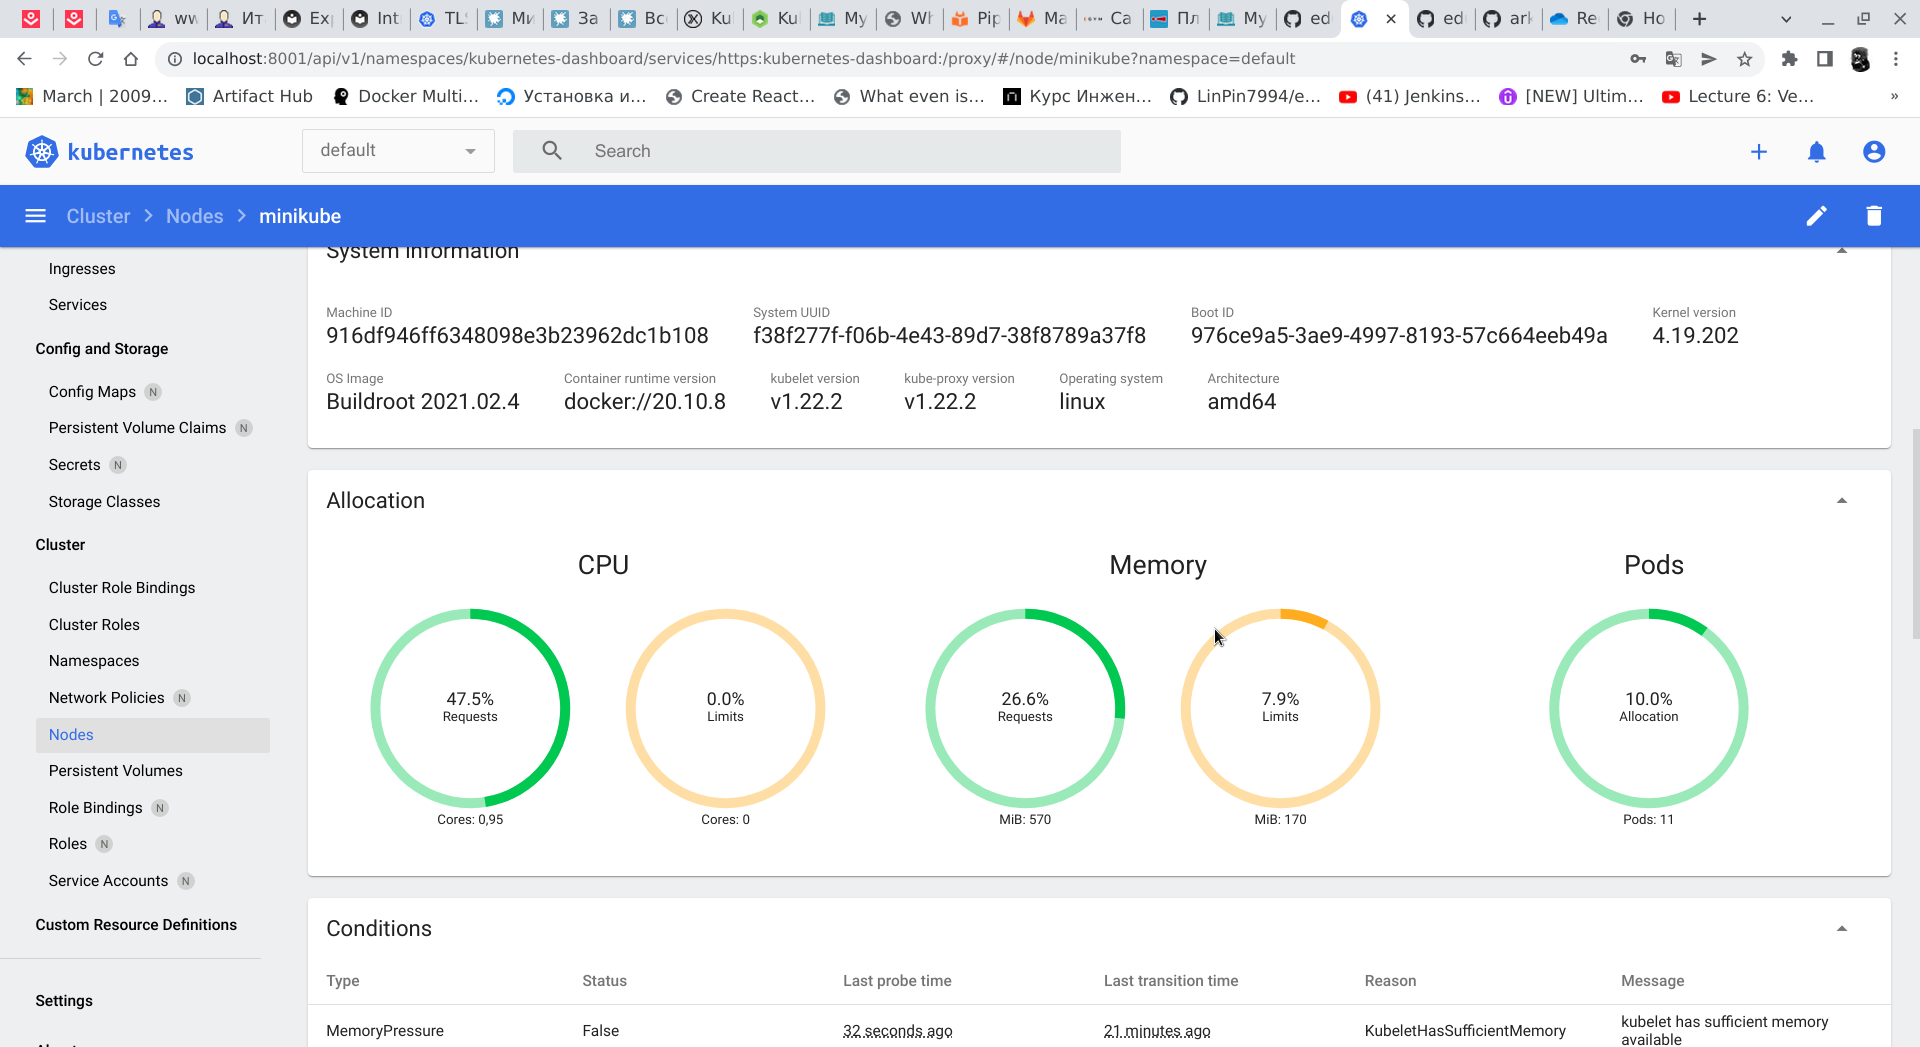 ww
Ит
Ex
Int
TLS
Ми
За
Вс
Ku
Ku
My
Wh
Pip
Ma
Ca
Пл
My
ed
ed
ark
Re
Ho
localhost:8001/api/v1/namespaces/kubernetes-dashboard/services/https:kubernetes-dashboard:/proxy/#/node/minikube?namespace=default
March | 2009...
Artifact Hub
Docker Multi...
Установка и...
Create React...
What even is...
Курс Инжен...
LinPin7994/e...
(41) Jenkins...
[NEW] Ultim...
Lecture 6: Ve...
»
kubernetes
default
Search
Cluster > Nodes > minikube
System Information
Ingresses
Services
Config and Storage
Config Maps N
Persistent Volume Claims N
Secrets N
Storage Classes
Cluster
Cluster Role Bindings
Cluster Roles
Namespaces
Network Policies N
Nodes
Persistent Volumes
Role Bindings N
Roles N
Service Accounts N
Custom Resource Definitions
Settings
Machine ID
916df946ff6348098e3b23962dc1b108
System UUID
f38f277f-f06b-4e43-89d7-38f8789a37f8
Boot ID
976ce9a5-3ae9-4997-8193-57c664eeb49a
Kernel version
4.19.202
OS Image
Buildroot 2021.02.4
Container runtime version
docker://20.10.8
kubelet version
v1.22.2
kube-proxy version
v1.22.2
Operating system
linux
Architecture
amd64
Allocation
CPU
47.5%
Requests
Cores: 0,95
0.0%
Limits
Cores: 0
Memory
26.6%
Requests
MiB: 570
7.9%
Limits
MiB: 170
Pods
10.0%
Allocation
Pods: 11
Conditions
Type Status Last probe time Last transition time Reason Message
MemoryPressure False 32 seconds ago 21 minutes ago KubeletHasSufficientMemory kubelet has sufficient memory
available